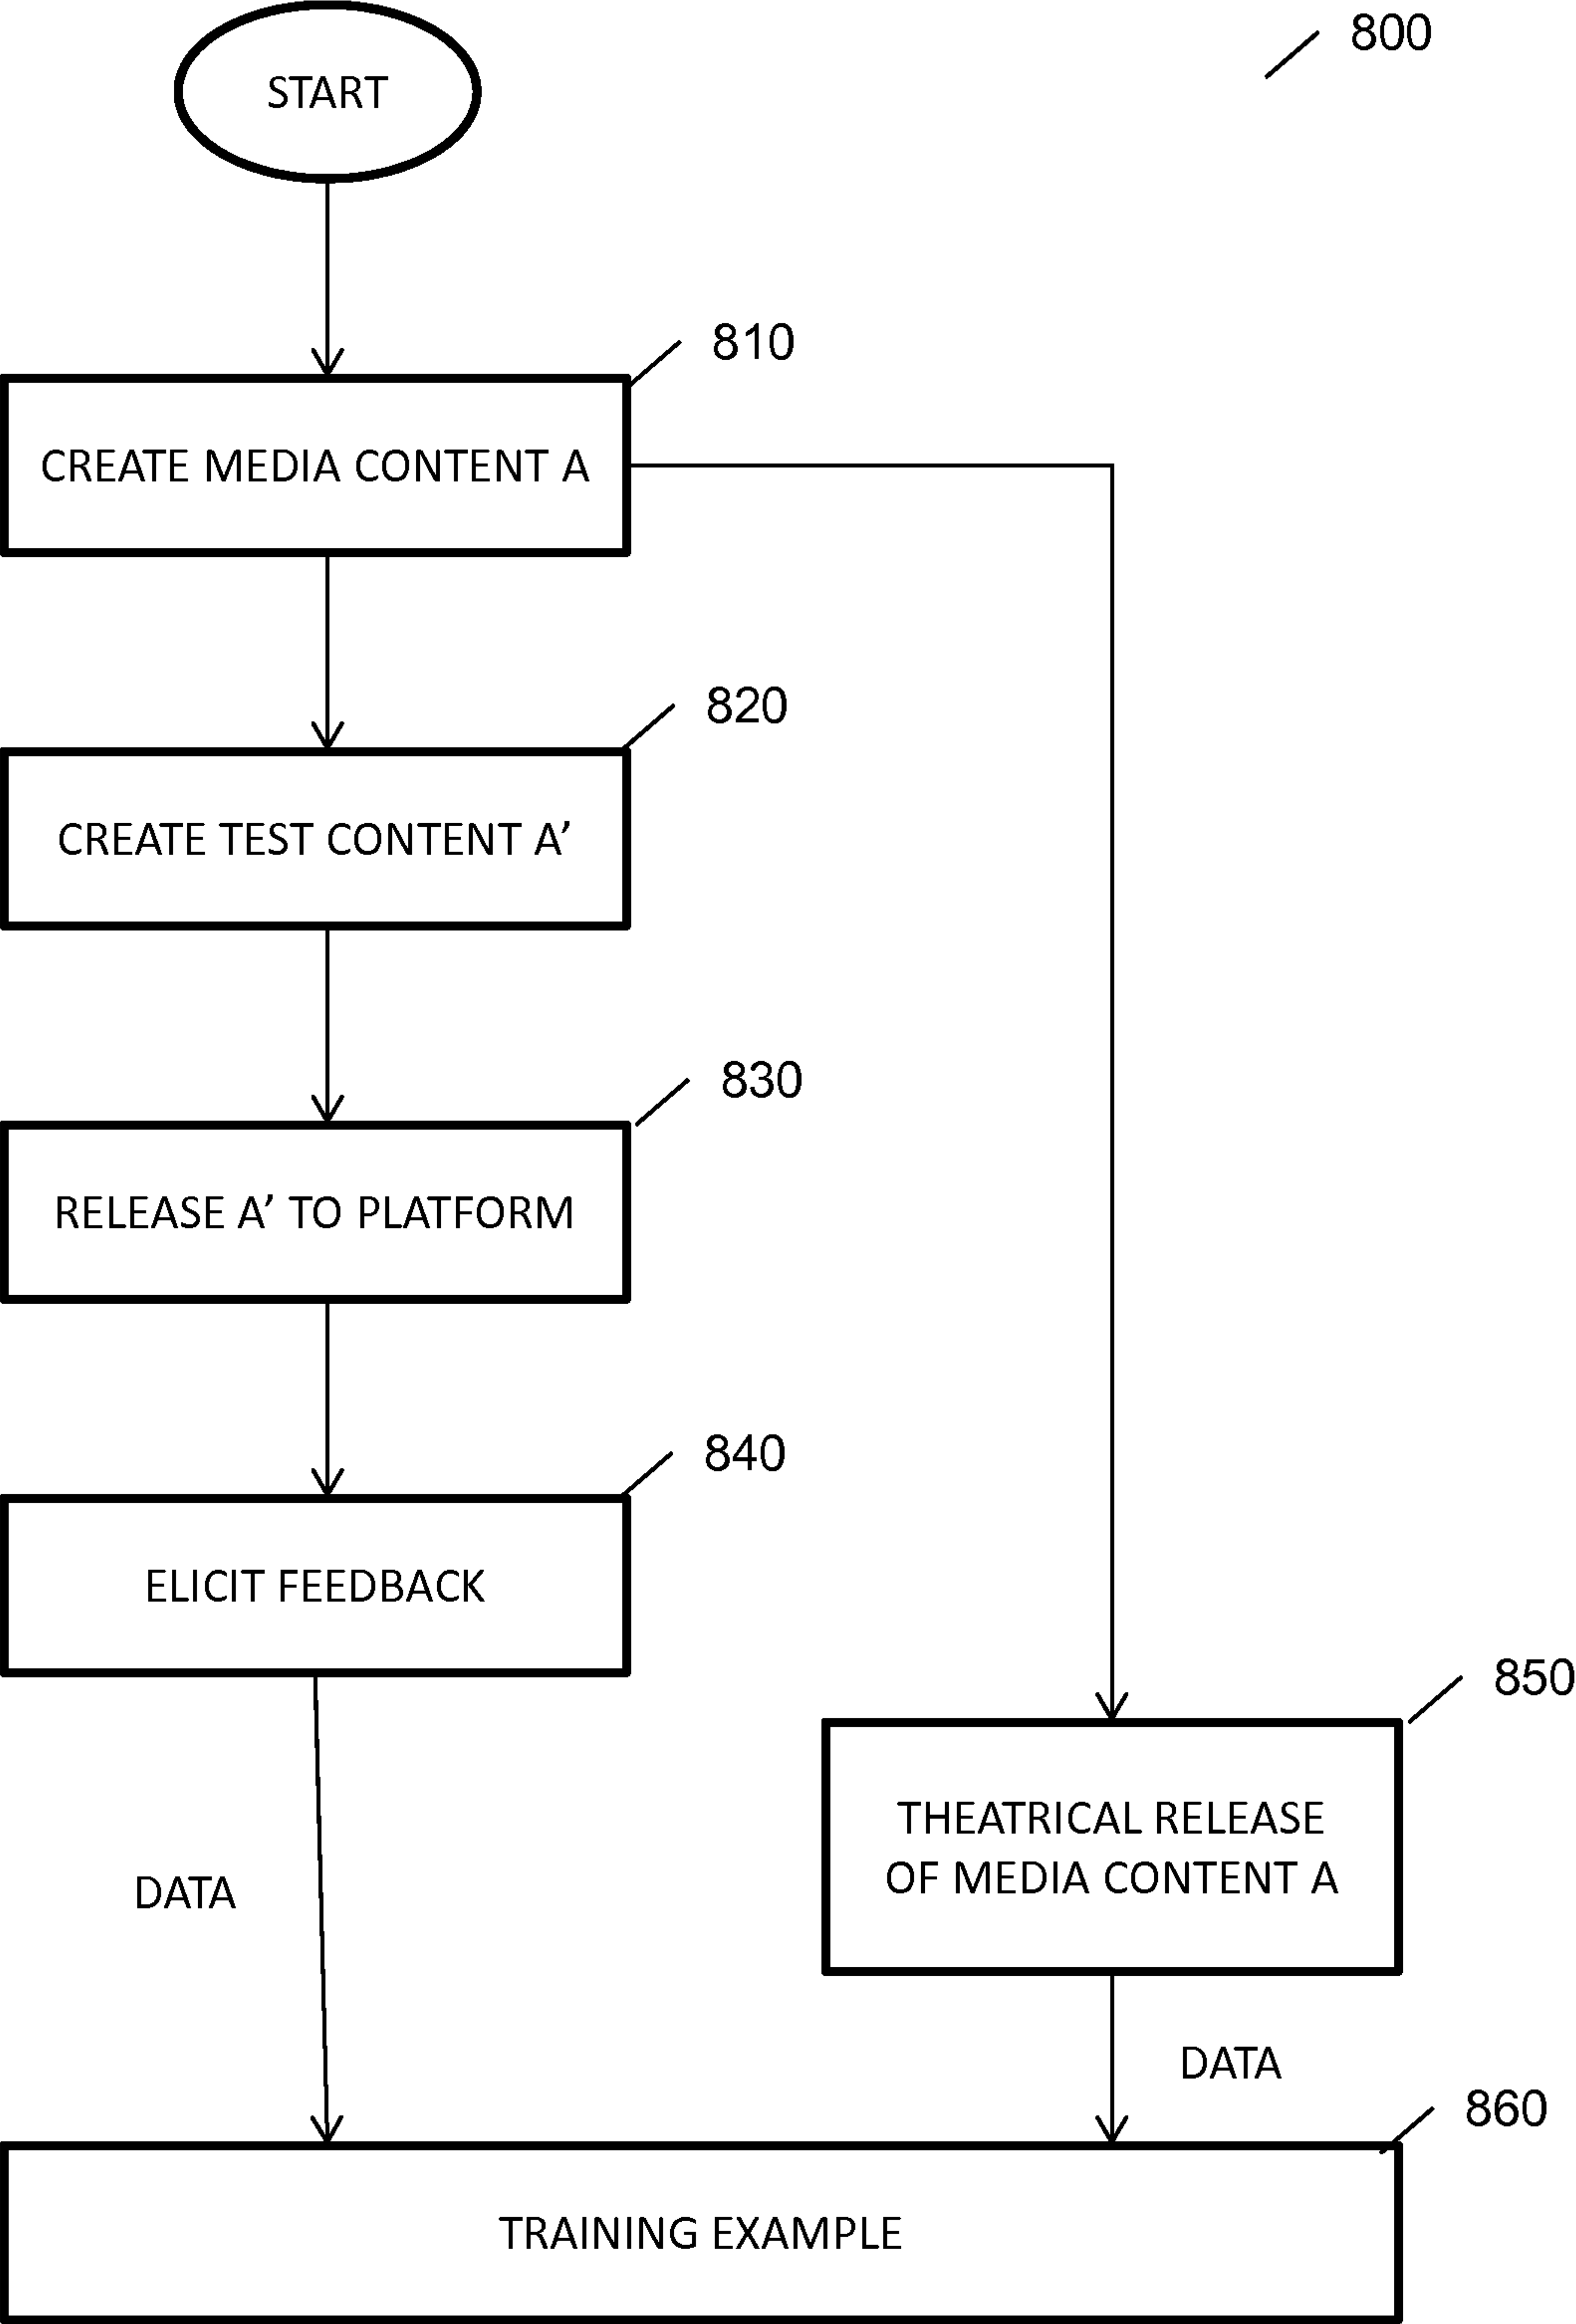 800
START
810
CREATE MEDIA CONTENT A
820
CREATE TEST CONTENT A’
830
RELEASE A’ TO PLATFORM
840
ELICIT FEEDBACK
850
THEATRICAL RELEASE
OF MEDIA CONTENT A
DATA
DATA
860
TRAINING EXAMPLE